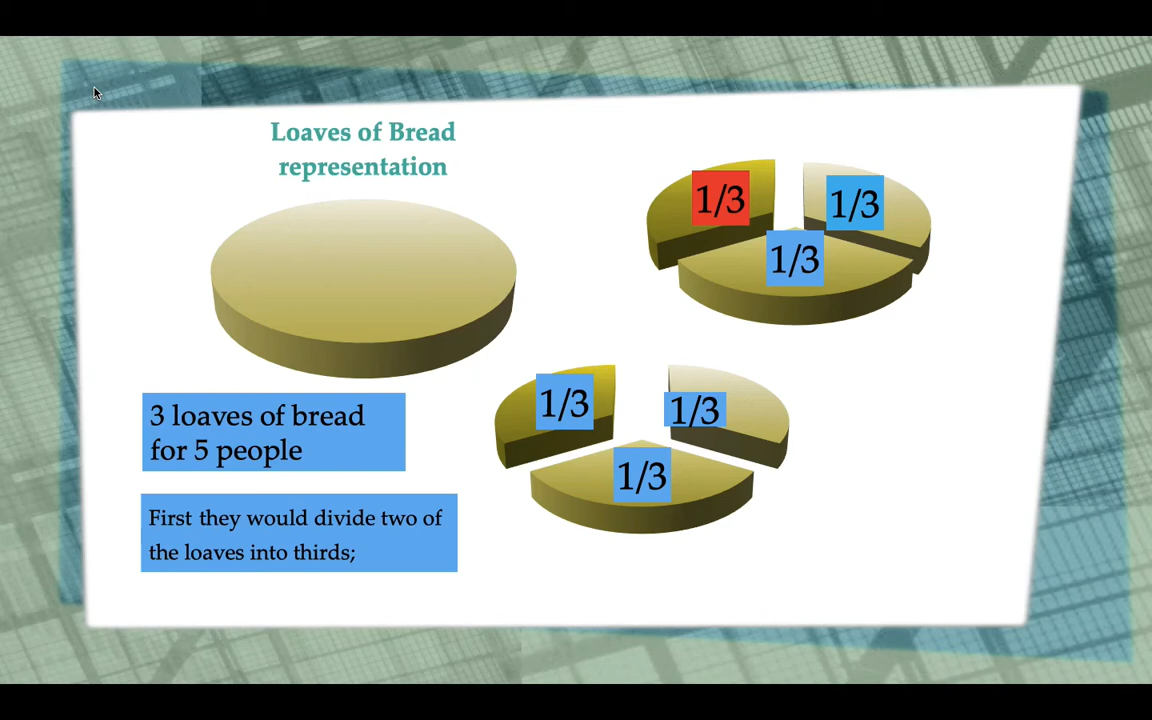 Loaves of Bread
representation
1/3
1/3
1/3
1/3
1/3
1/3
3 loaves of bread
for 5 people
First they would divide two of
the loaves into thirds;